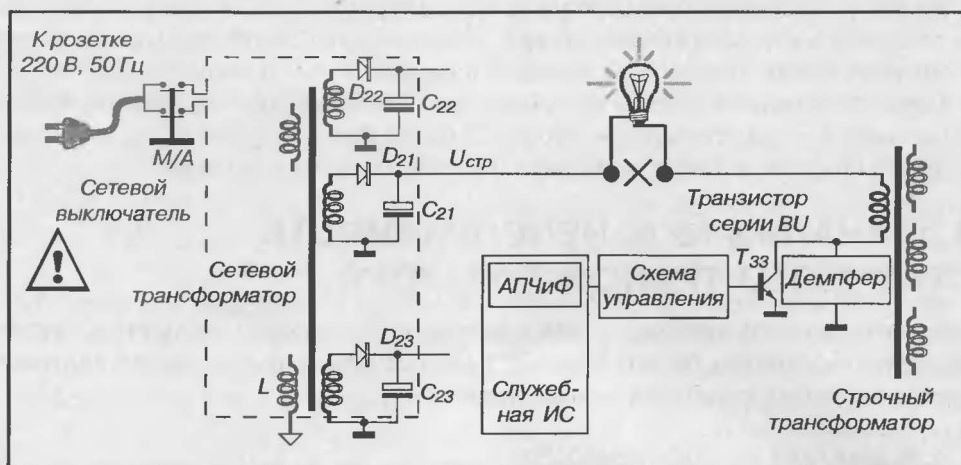 К розетке
220 В, 50 Гц
М/А
Сетевой
выключатель
D22
C22
D21
Uстр
C21
Сетевой
трансформатор
D23
L
C23
Транзистор
серии BU
T33
АПЧиФ
Служеб-
ная ИС
Схема
управления
Демпфер
Строчный
трансформатор